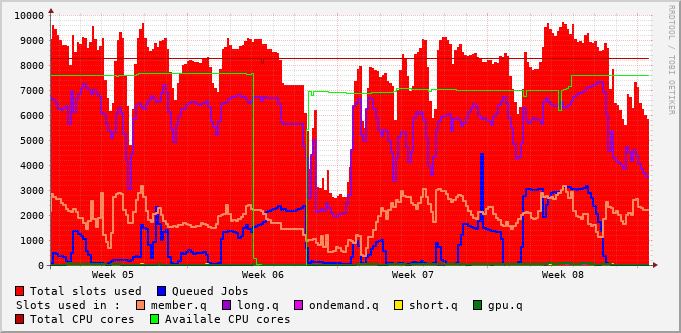 10000
9000
8000
7000
6000
5000
4000
3000
2000
1000
0
Week 05 Week 06 Week 07 Week 08
Total slots used Queued Jobs
Slots used in : member.q long.q ondemand.q short.q gpu.q
Total CPU cores Availale CPU cores
RRDTOOL / TOBI OETIKER